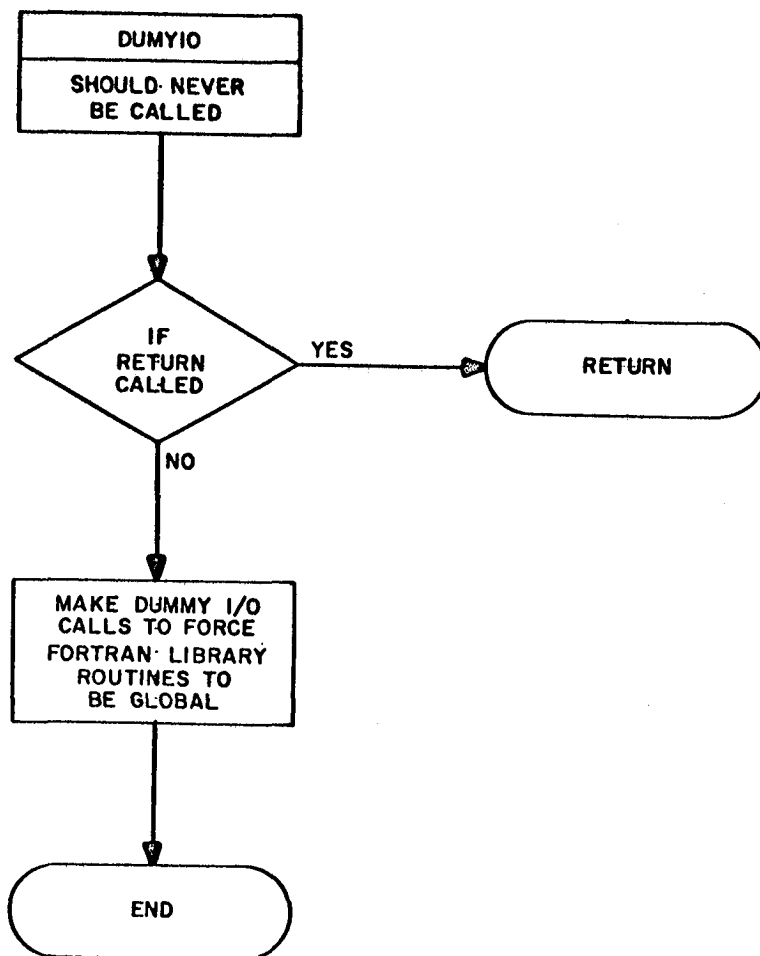 DUMYIO
SHOULD NEVER
BE CALLED
IF
RETURN
CALLED
YES
RETURN
NO
MAKE DUMMY I/O
CALLS TO FORCE
FORTRAN LIBRARY
ROUTINES TO
BE GLOBAL
END